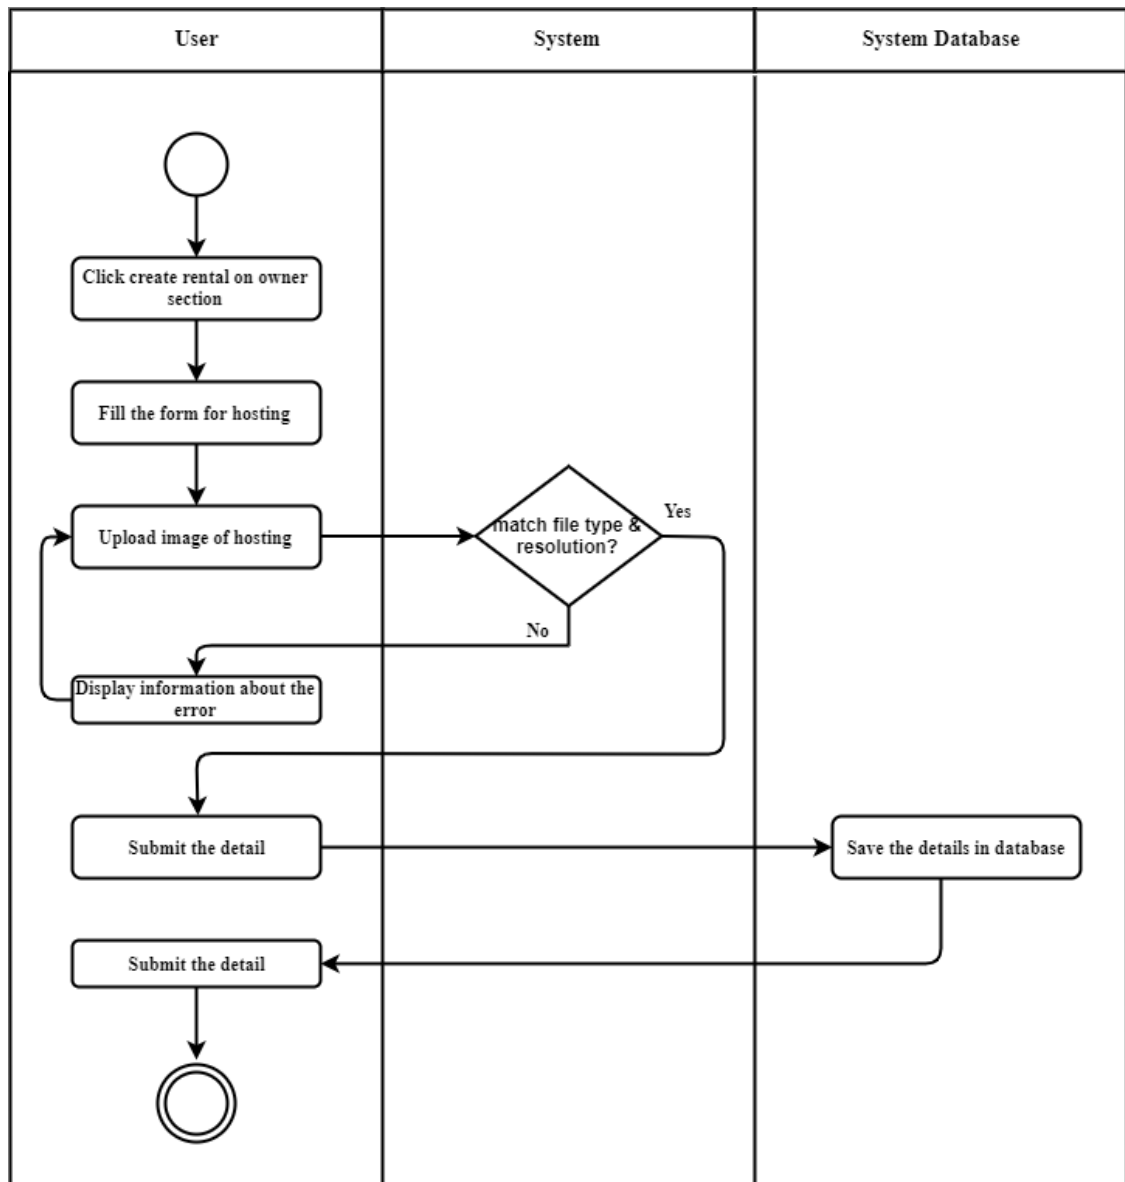 User
System
System Database
Click create rental on owner
section
Fill the form for hosting
Upload image of hosting
match file type &
resolution?
Yes
No
Display information about the
error
Submit the detail
Save the details in database
Submit the detail